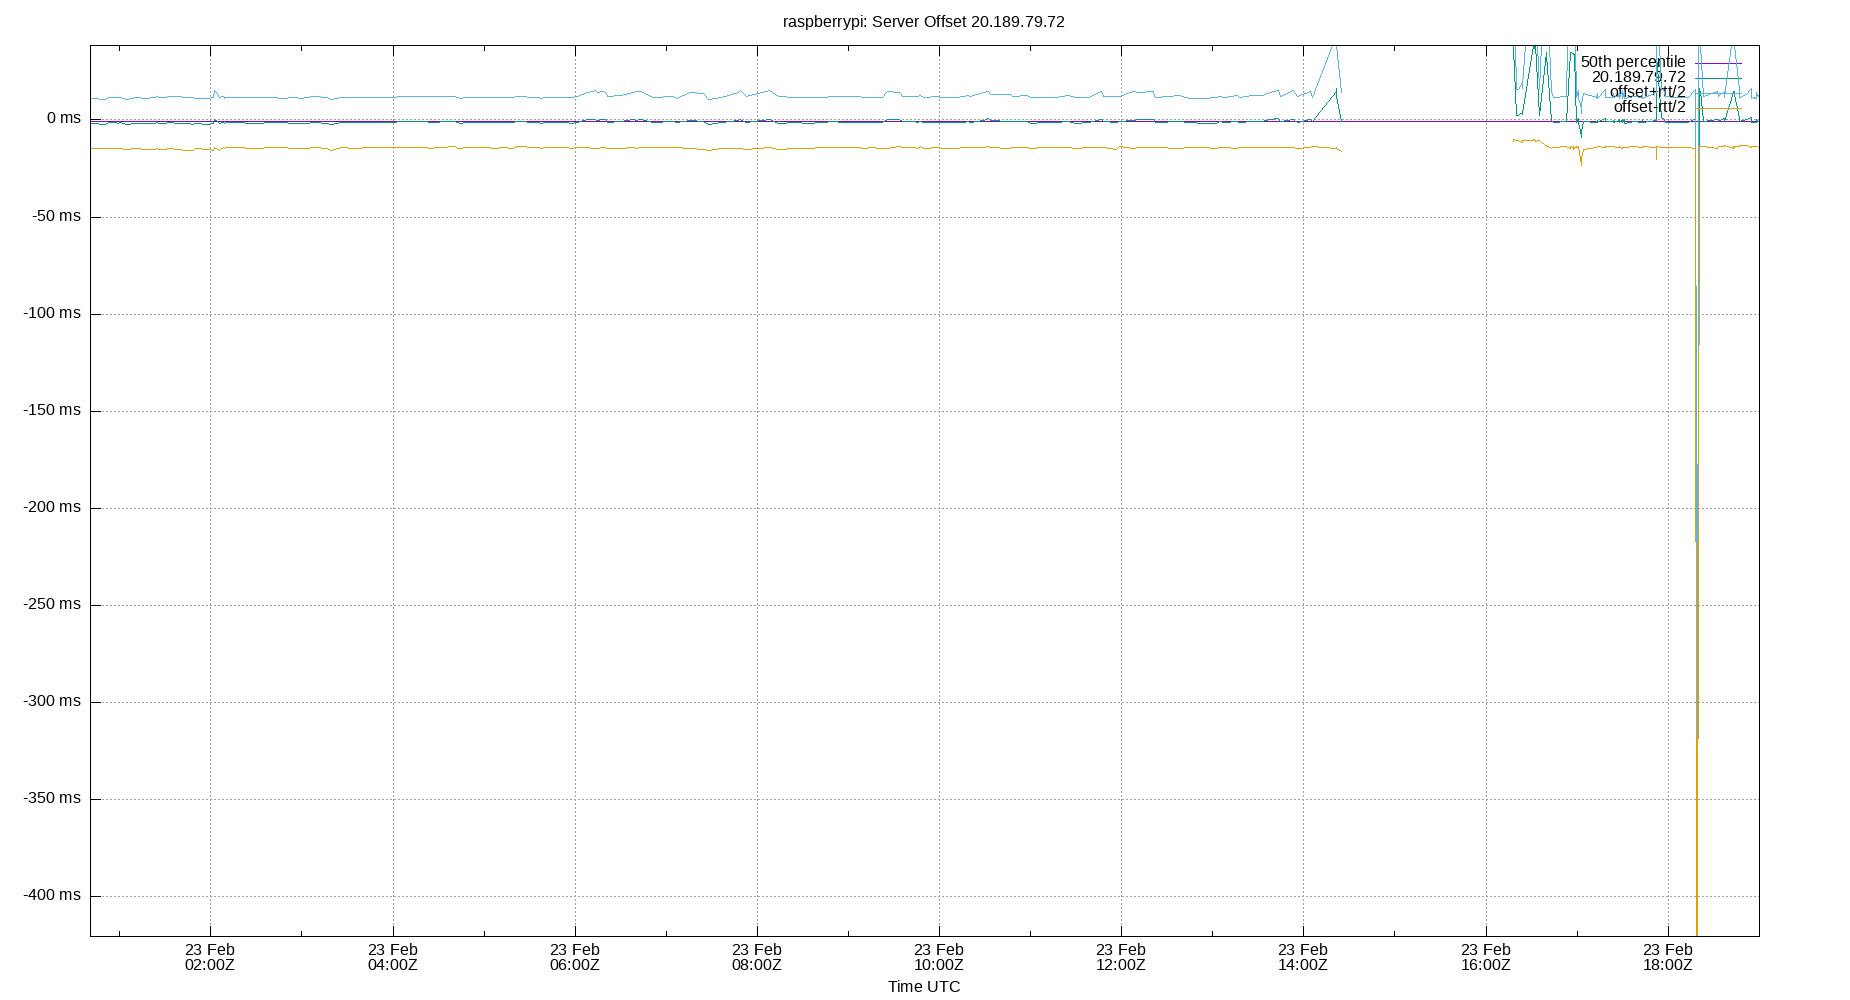 raspberrypi: Server Offset 20.189.79.72
50th percentile
20.189.79.72
offset+rtt/2
offset-rtt/2
0 ms
-50 ms
-100 ms
-150 ms
-200 ms
-250 ms
-300 ms
-350 ms
-400 ms
23 Feb 23 Feb 23 Feb 23 Feb 23 Feb 23 Feb 23 Feb 23 Feb 23 Feb
02:00Z 04:00Z 06:00Z 08:00Z 10:00Z 12:00Z 14:00Z 16:00Z 18:00Z
Time UTC